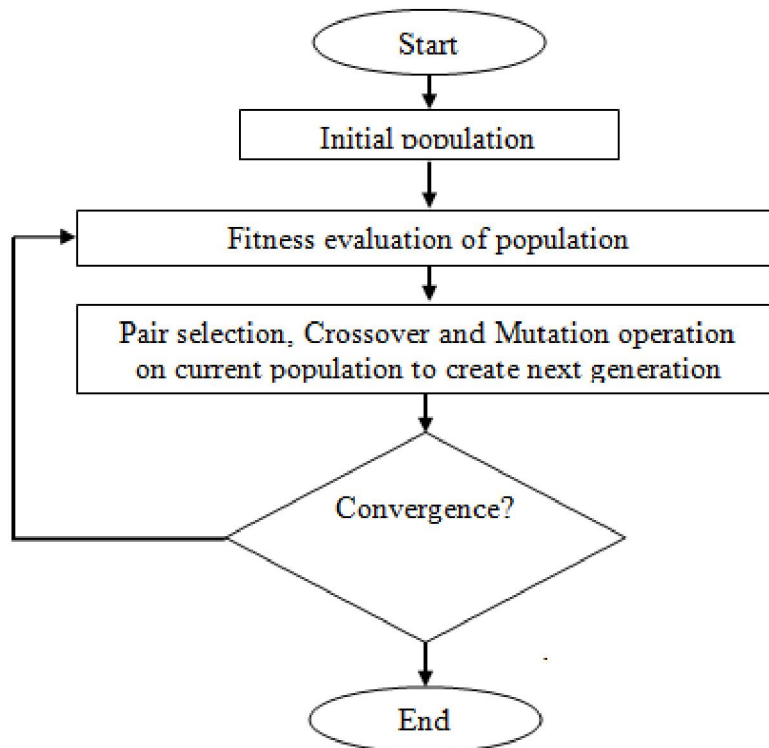 Start
Initial population
Fitness evaluation of population
Pair selection, Crossover and Mutation operation
on current population to create next generation
Convergence?
End